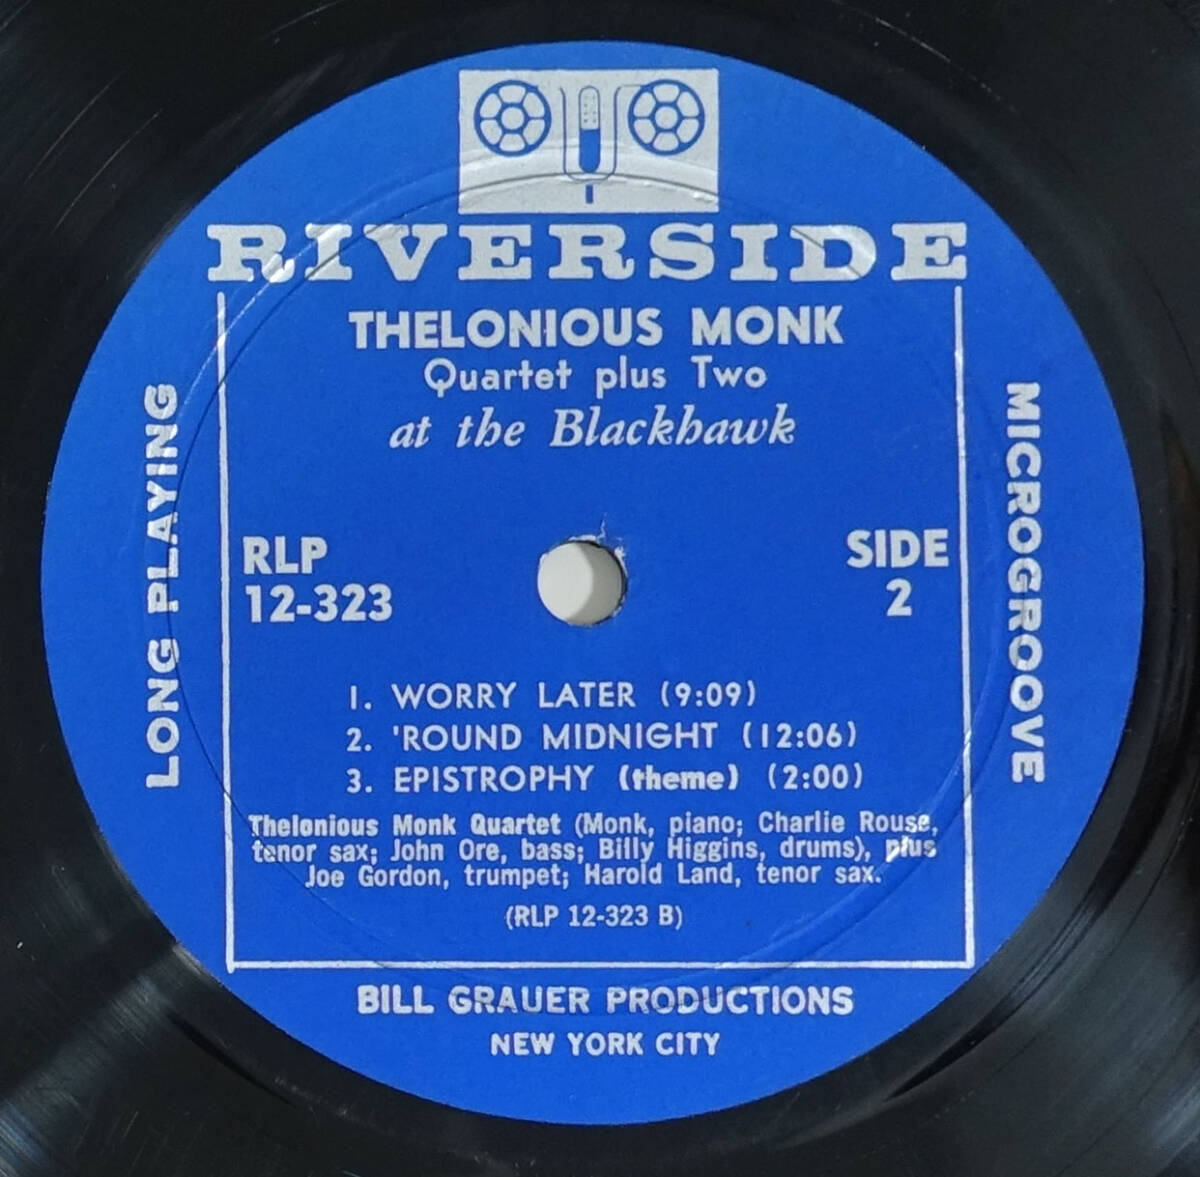 RIVERSIDE
THELONIOUS MONK
Quartet plus Two
at the Blackhawk
LONG PLAYING
MICROGROOVE
RLP
12-323
SIDE
2
1. WORRY LATER (9:09)
2. 'ROUND MIDNIGHT (12:06)
3. EPISTROPHY (theme) (2:00)
Thelonious Monk Quartet (Monk, piano; Charlie Rouse,
tenor sax; John Ore, bass; Billy Higgins, drums), plus
Joe Gordon, trumpet; Harold Land, tenor sax.
(RLP 12-323 B)
BILL GRAUER PRODUCTIONS
NEW YORK CITY